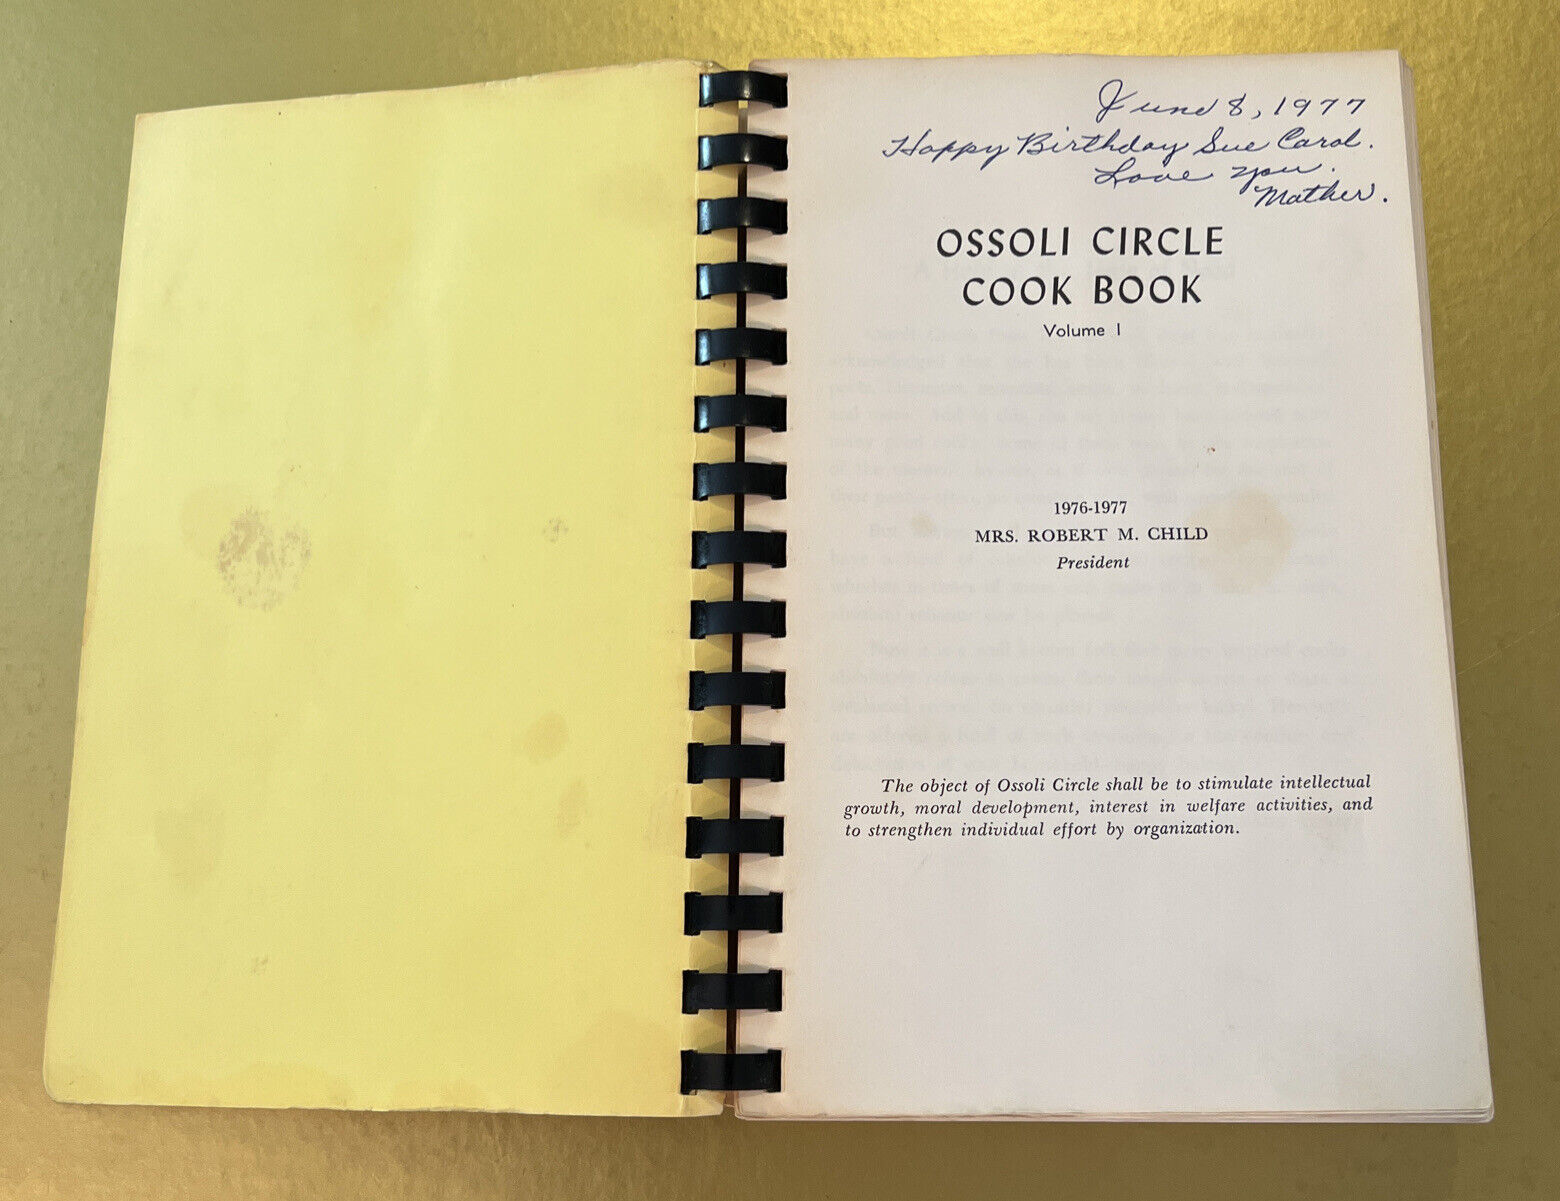 June 8, 1977
Happy Birthday Sue Carol.
Love you.
Mother.
OSSOLI CIRCLE
COOK BOOK
Volume I
1976-1977
MRS. ROBERT M. CHILD
President
The object of Ossoli Circle shall be to stimulate intellectual
growth, moral development, interest in welfare activities, and
to strengthen individual effort by organization.